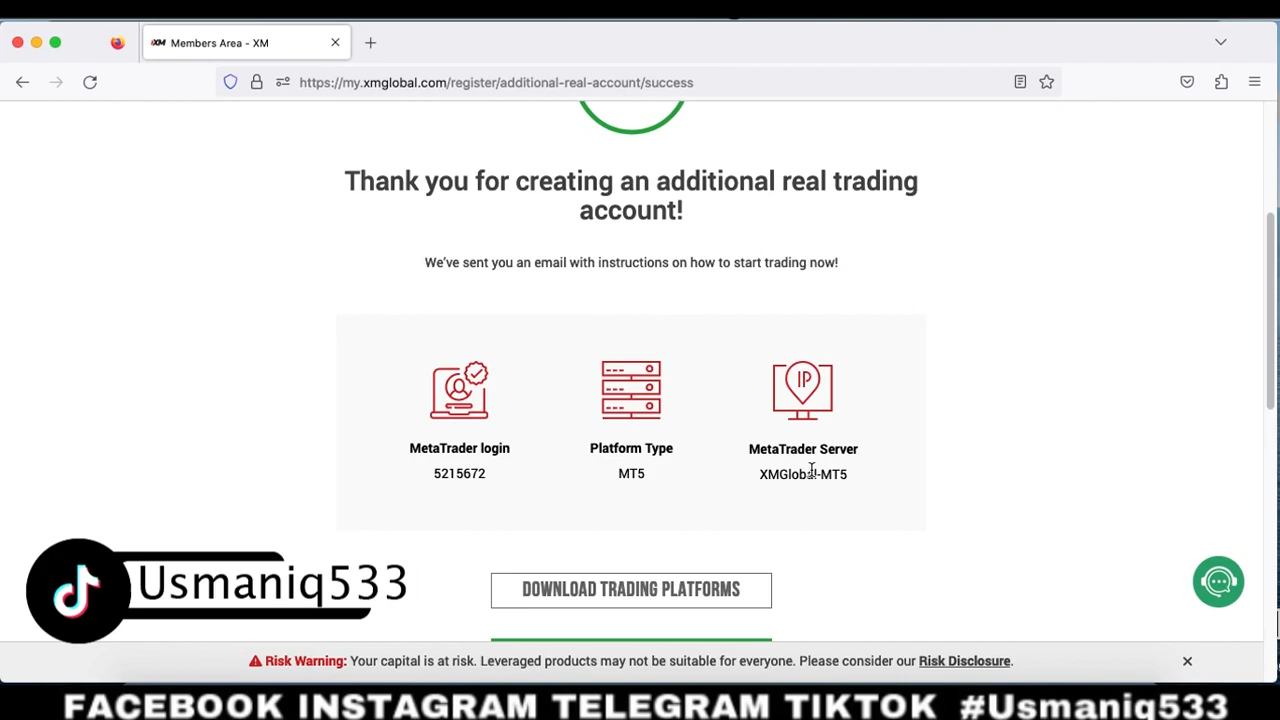 XM Members Area - XM
https://my.xmglobal.com/register/additional-real-account/success
Thank you for creating an additional real trading
account!
We've sent you an email with instructions on how to start trading now!
IP
MetaTrader login
Platform Type
MetaTrader Server
5215672
MT5
XMGlobal-MT5
Usmaniq533
DOWNLOAD TRADING PLATFORMS
Risk Warning: Your capital is at risk. Leveraged products may not be suitable for everyone. Please consider our Risk Disclosure.
FACEBOOK INSTAGRAM TELEGRAM TIKTOK #Usmaniq533